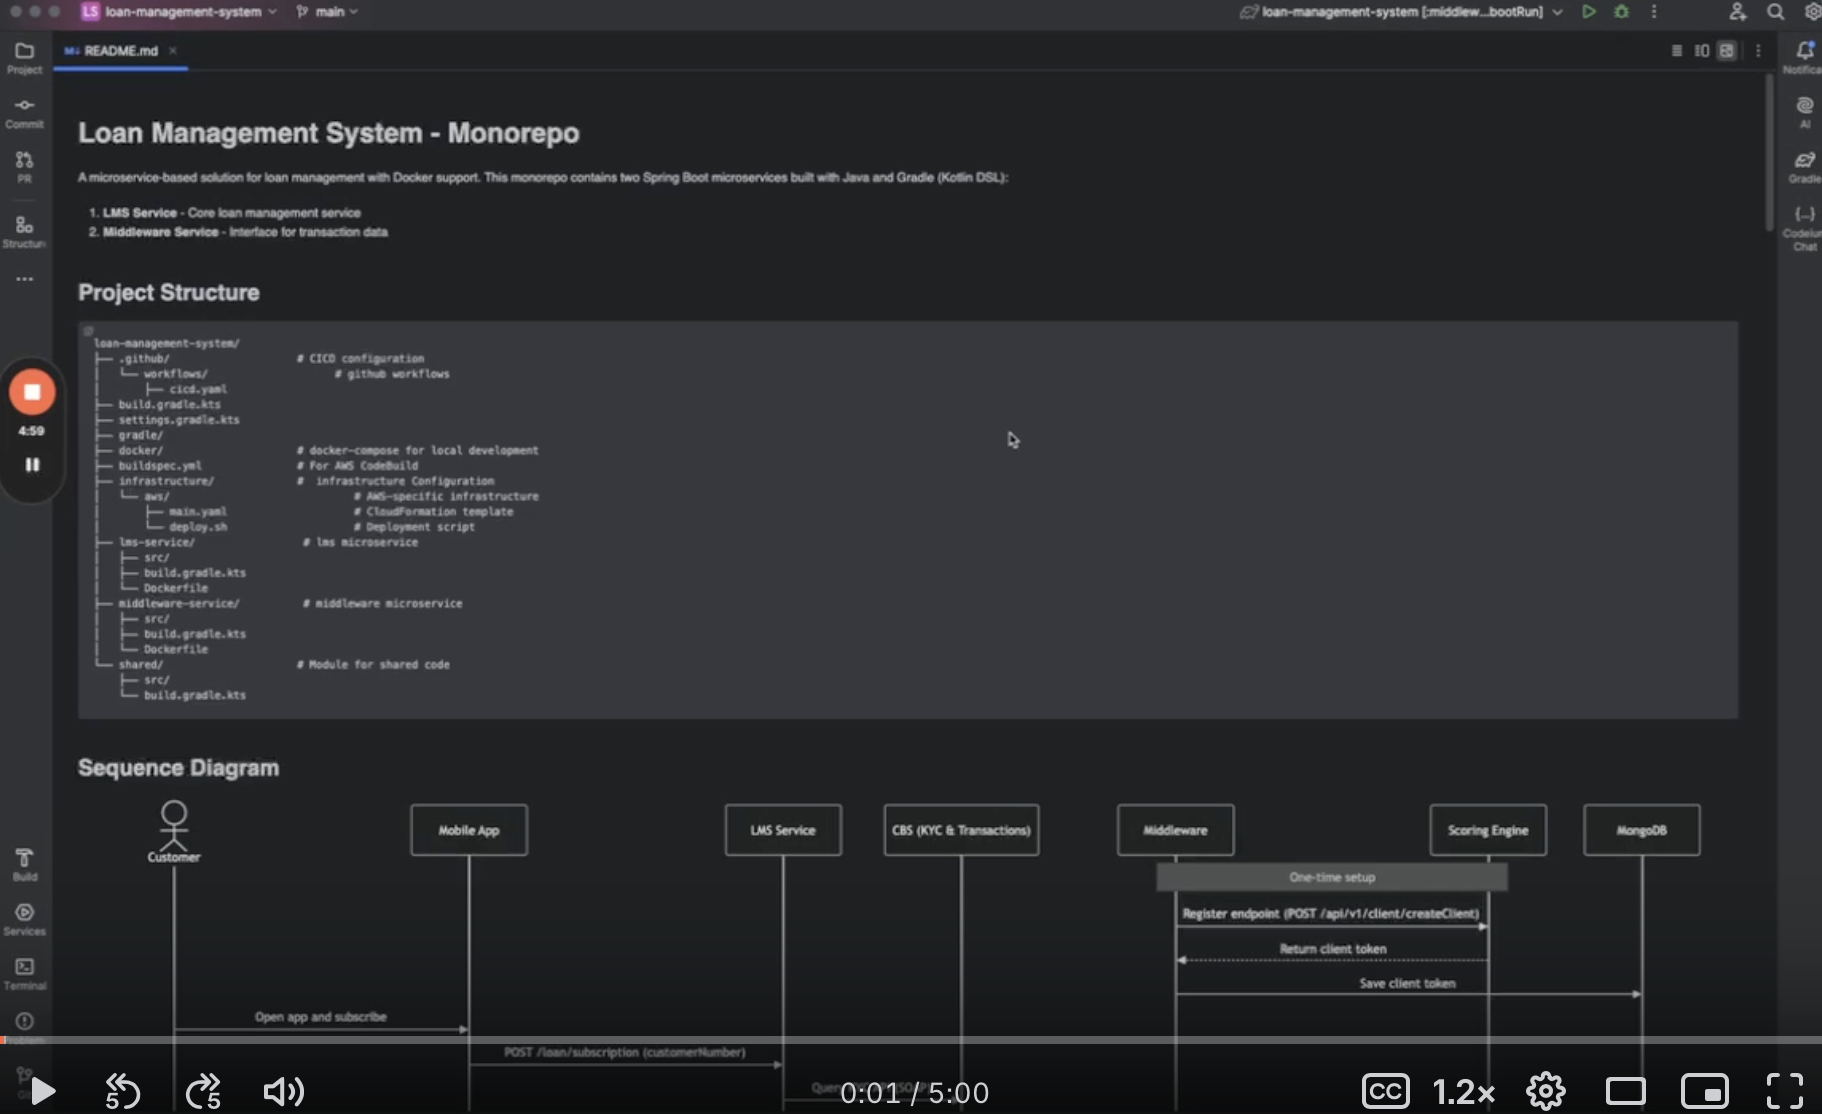 LS loan-management-system main loan-management-system [:middlew...bootRun]
README.md
Project
Commit
PR
Structure
Notifica
AI
Gradle
Codeium
Chat
Loan Management System - Monorepo
A microservice-based solution for loan management with Docker support. This monorepo contains two Spring Boot microservices built with Java and Gradle (Kotlin DSL):
1. LMS Service - Core loan management service
2. Middleware Service - Interface for transaction data
Project Structure
loan-management-system/
├── .github/ # CICD configuration
│ └── workflows/ # github workflows
│ ├── cicd.yaml
├── build.gradle.kts
├── settings.gradle.kts
├── gradle/
├── docker/ # docker-compose for local development
├── buildspec.yml # For AWS CodeBuild
├── infrastructure/ # infrastructure Configuration
│ └── aws/ # AWS-specific infrastructure
│ ├── main.yaml # CloudFormation template
│ └── deploy.sh # Deployment script
├── lms-service/ # lms microservice
│ ├── src/
│ ├── build.gradle.kts
│ └── Dockerfile
├── middleware-service/ # middleware microservice
│ ├── src/
│ ├── build.gradle.kts
│ └── Dockerfile
└── shared/ # Module for shared code
├── src/
└── build.gradle.kts
4:59
Sequence Diagram
Customer
Mobile App
LMS Service
CBS (KYC & Transactions)
Middleware
Scoring Engine
MongoDB
One-time setup
Register endpoint (POST /api/v1/client/createClient)
Return client token
Save client token
Open app and subscribe
POST /loan/subscription (customerNumber)
Build
Services
Terminal
5 5 0:01 / 5:00 CC 1.2×